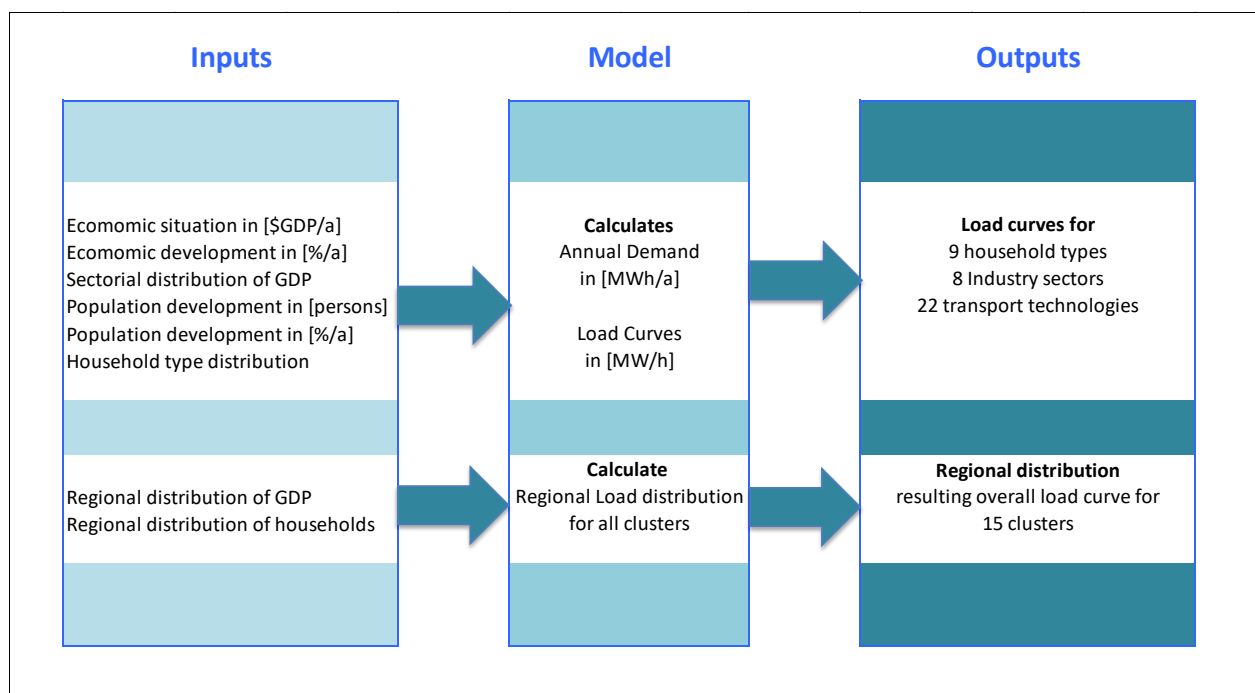 Inputs
Model
Outputs
Ecomomic situation in [$GDP/a]
Ecomomic development in [%/a]
Sectorial distribution of GDP
Population development in [persons]
Population development in [%/a]
Household type distribution
Calculates
Annual Demand
in [MWh/a]
Load Curves
in [MW/h]
Load curves for
9 household types
8 Industry sectors
22 transport technologies
Regional distribution of GDP
Regional distribution of households
Calculate
Regional Load distribution
for all clusters
Regional distribution
resulting overall load curve for
15 clusters